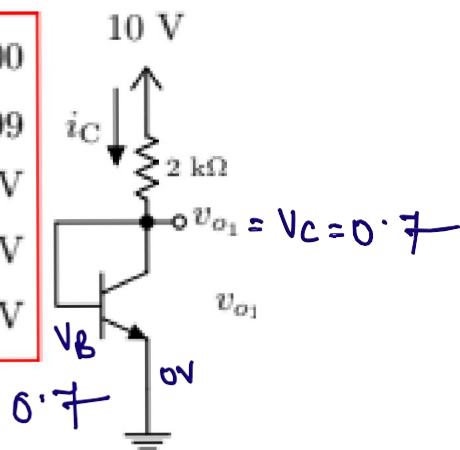 10 V
00
09
V
V
V
iC
2 kΩ
vo1 = VC = 0.7
vo1
VB
0V
0.7